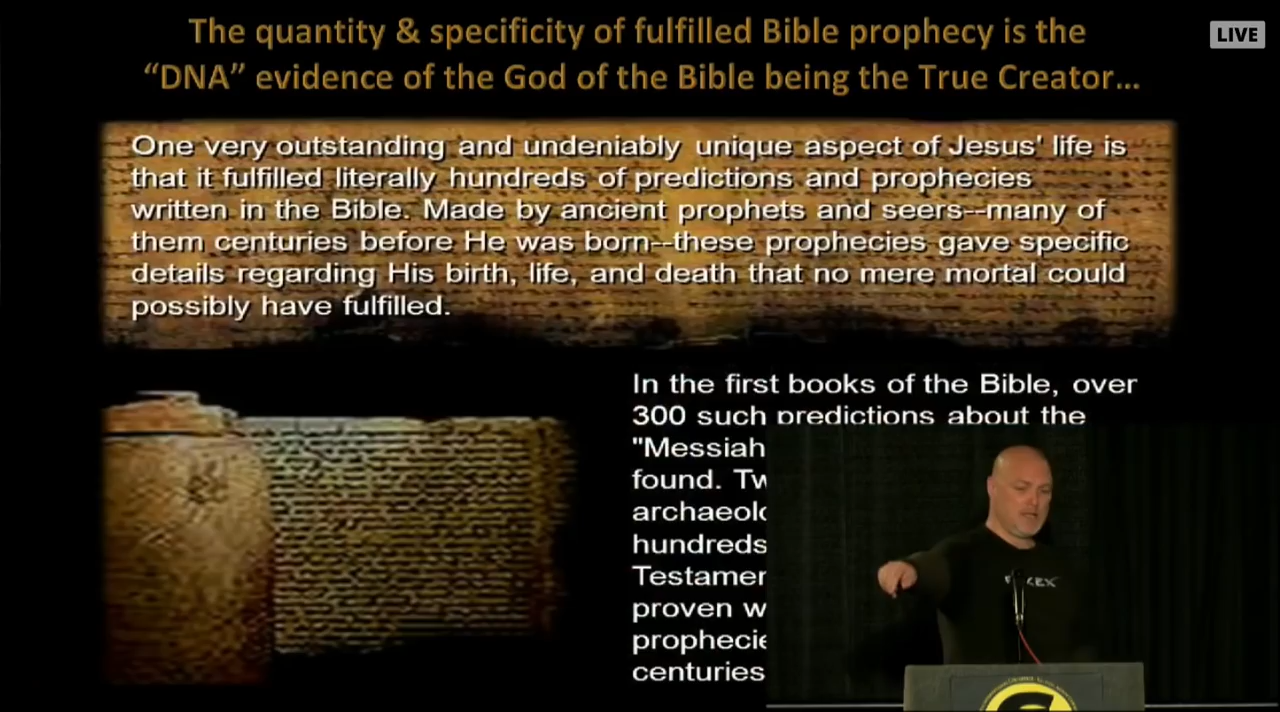 The quantity & specificity of fulfilled Bible prophecy is the
“DNA” evidence of the God of the Bible being the True Creator...
LIVE
One very outstanding and undeniably unique aspect of Jesus' life is
that it fulfilled literally hundreds of predictions and prophecies
written in the Bible. Made by ancient prophets and seers--many of
them centuries before He was born--these prophecies gave specific
details regarding His birth, life, and death that no mere mortal could
possibly have fulfilled.
In the first books of the Bible, over
300 such predictions about the
"Messiah
found. Tw
archaeolo
hundreds
Testamen
proven w
prophecie
centuries